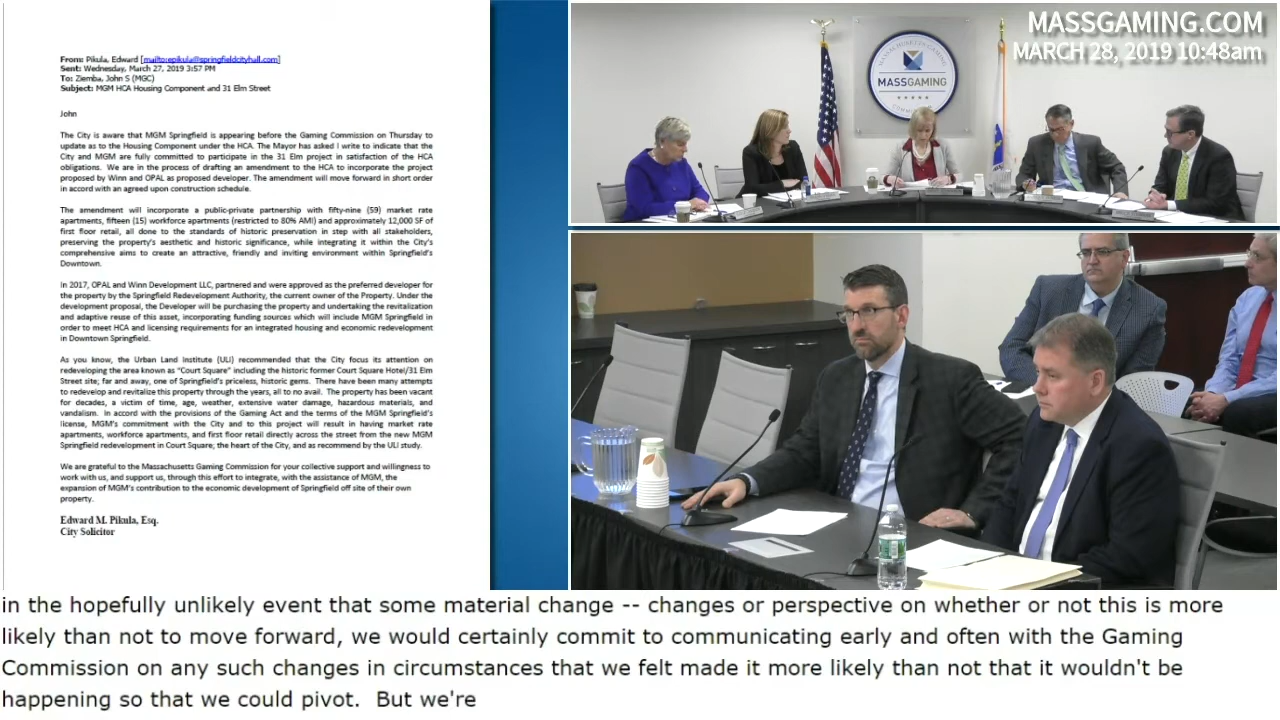 From: Pikula, Edward [mailto:epikula@springfieldcityhall.com]
Sent: Wednesday, March 27, 2019 3:57 PM
To: Ziemba, John S (MGC)
Subject: MGM HCA Housing Component and 31 Elm Street
John
The City is aware that MGM Springfield is appearing before the Gaming Commission on Thursday to
update as to the Housing Component under the HCA. The Mayor has asked I write to indicate that the
City and MGM are fully committed to participate in the 31 Elm project in satisfaction of the HCA
obligations. We are in the process of drafting an amendment to the HCA to incorporate the project
proposed by Winn and OPAL as proposed developer. The amendment will move forward in short order
in accord with an agreed upon construction schedule.
The amendment will incorporate a public-private partnership with fifty-nine (59) market rate
apartments, fifteen (15) workforce apartments (restricted to 80% AMI) and approximately 12,000 SF of
first floor retail, all done to the standards of historic preservation in step with all stakeholders,
preserving the property's aesthetic and historic significance, while integrating it within the City's
comprehensive aims to create an attractive, friendly and inviting environment within Springfield's
Downtown.
In 2017, OPAL and Winn Development LLC, partnered and were approved as the preferred developer for
the property by the Springfield Redevelopment Authority, the current owner of the Property. Under the
development proposal, the Developer will be purchasing the property and undertaking the revitalization
and adaptive reuse of this asset, incorporating funding sources which will include MGM Springfield in
order to meet HCA and licensing requirements for an integrated housing and economic redevelopment
in Downtown Springfield.
As you know, the Urban Land Institute (ULI) recommended that the City focus its attention on
redeveloping the area known as "Court Square" including the historic former Court Square Hotel/31 Elm
Street site; far and away, one of Springfield's priceless, historic gems. There have been many attempts
to redevelop and revitalize this property through the years, all to no avail. The property has been vacant
for decades, a victim of time, age, weather, extensive water damage, hazardous materials, and
vandalism. In accord with the provisions of the Gaming Act and the terms of the MGM Springfield's
license, MGM's commitment with the City and to this project will result in having market rate
apartments, workforce apartments, and first floor retail directly across the street from the new MGM
Springfield redevelopment in Court Square; the heart of the City, and as recommend by the ULI study.
We are grateful to the Massachusetts Gaming Commission for your collective support and willingness to
work with us, and support us, through this effort to integrate, with the assistance of MGM, the
expansion of MGM's contribution to the economic development of Springfield off site of their own
property.
Edward M. Pikula, Esq.
City Solicitor
MASSGAMING.COM
MARCH 28, 2019 10:48am
MASSACHUSETTS GAMING
MASSGAMING
COMMISSION
in the hopefully unlikely event that some material change -- changes or perspective on whether or not this is more
likely than not to move forward, we would certainly commit to communicating early and often with the Gaming
Commission on any such changes in circumstances that we felt made it more likely than not that it wouldn't be
happening so that we could pivot.  But we're